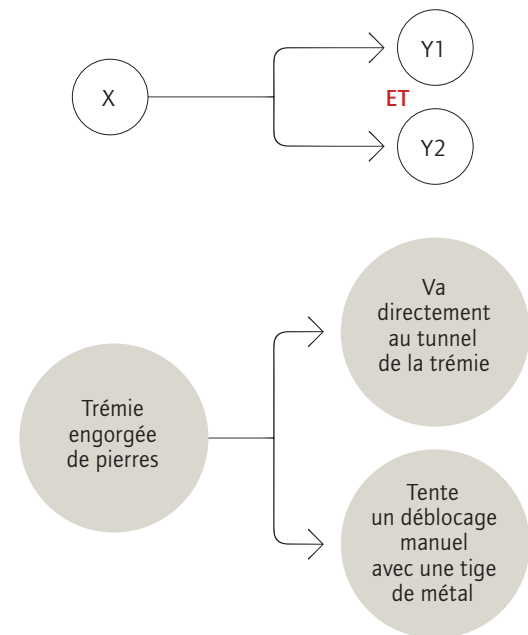 X
Y1
ET
Y2
Va
directement
au tunnel
de la trémie
Trémie
engorgée
de pierres
Tente
un déblocage
manuel
avec une tige
de métal